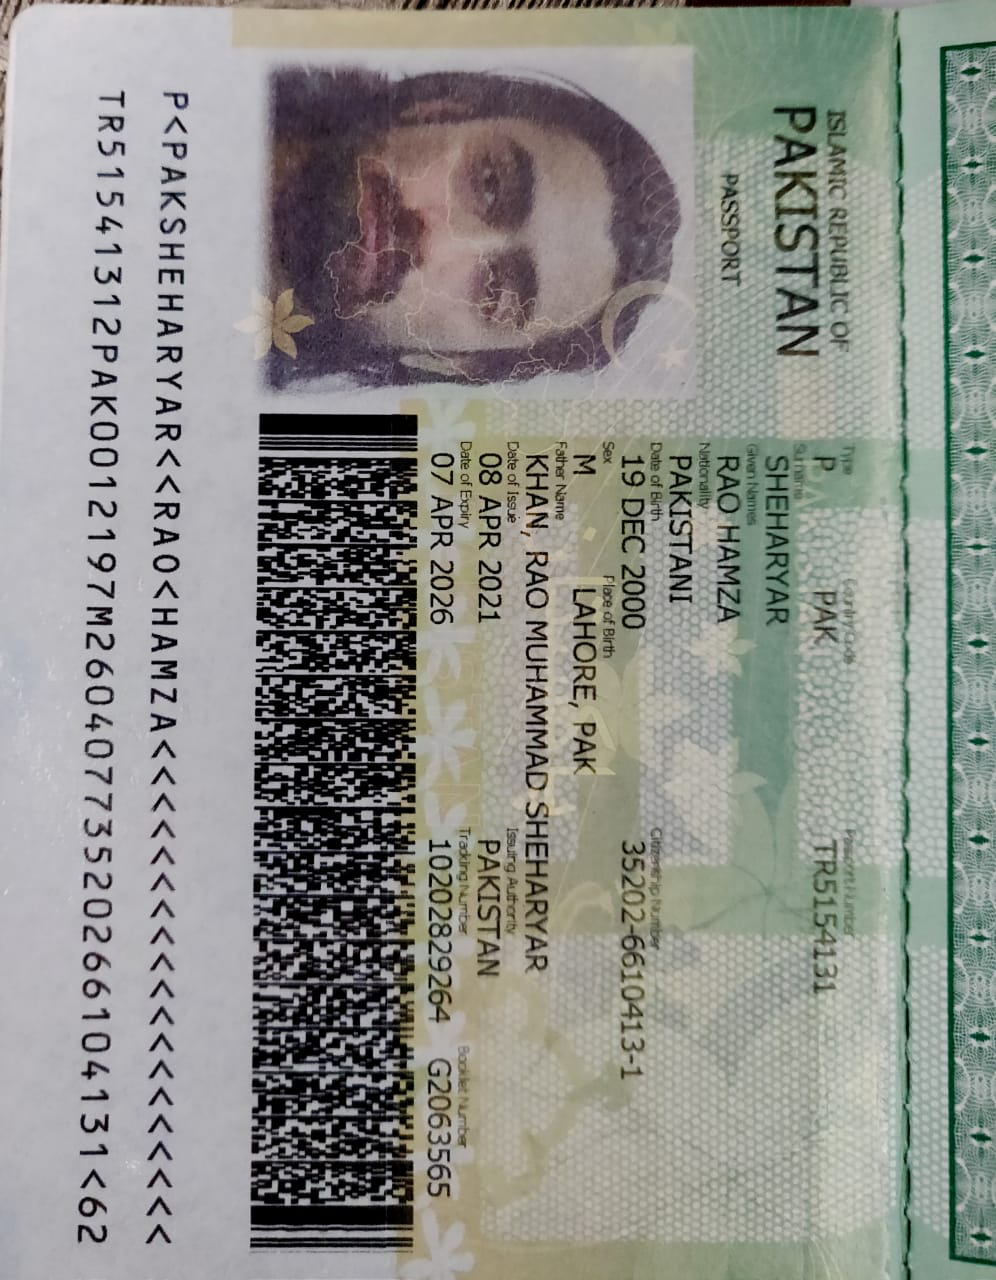 ISLAMIC REPUBLIC OF
PAKISTAN
PASSPORT
Type Country Code Passport Number
P PAK TR5154131
Surname
SHEHARYAR
Given Names
RAO HAMZA
Nationality
PAKISTANI
Date of Birth Citizenship Number
19 DEC 2000 35202-6610413-1
Sex Place of Birth
M LAHORE, PAK
Father Name
KHAN, RAO MUHAMMAD SHEHARYAR
Date of Issue Issuing Authority
08 APR 2021 PAKISTAN
Date of Expiry Tracking Number Booklet Number
07 APR 2026 10202829264 G2063565
P<PAKSHEHARYAR<<RAO<HAMZA<<<<<<<<<<<<<<<<<<<
TR51541312PAK0012197M26040773520266104131<62